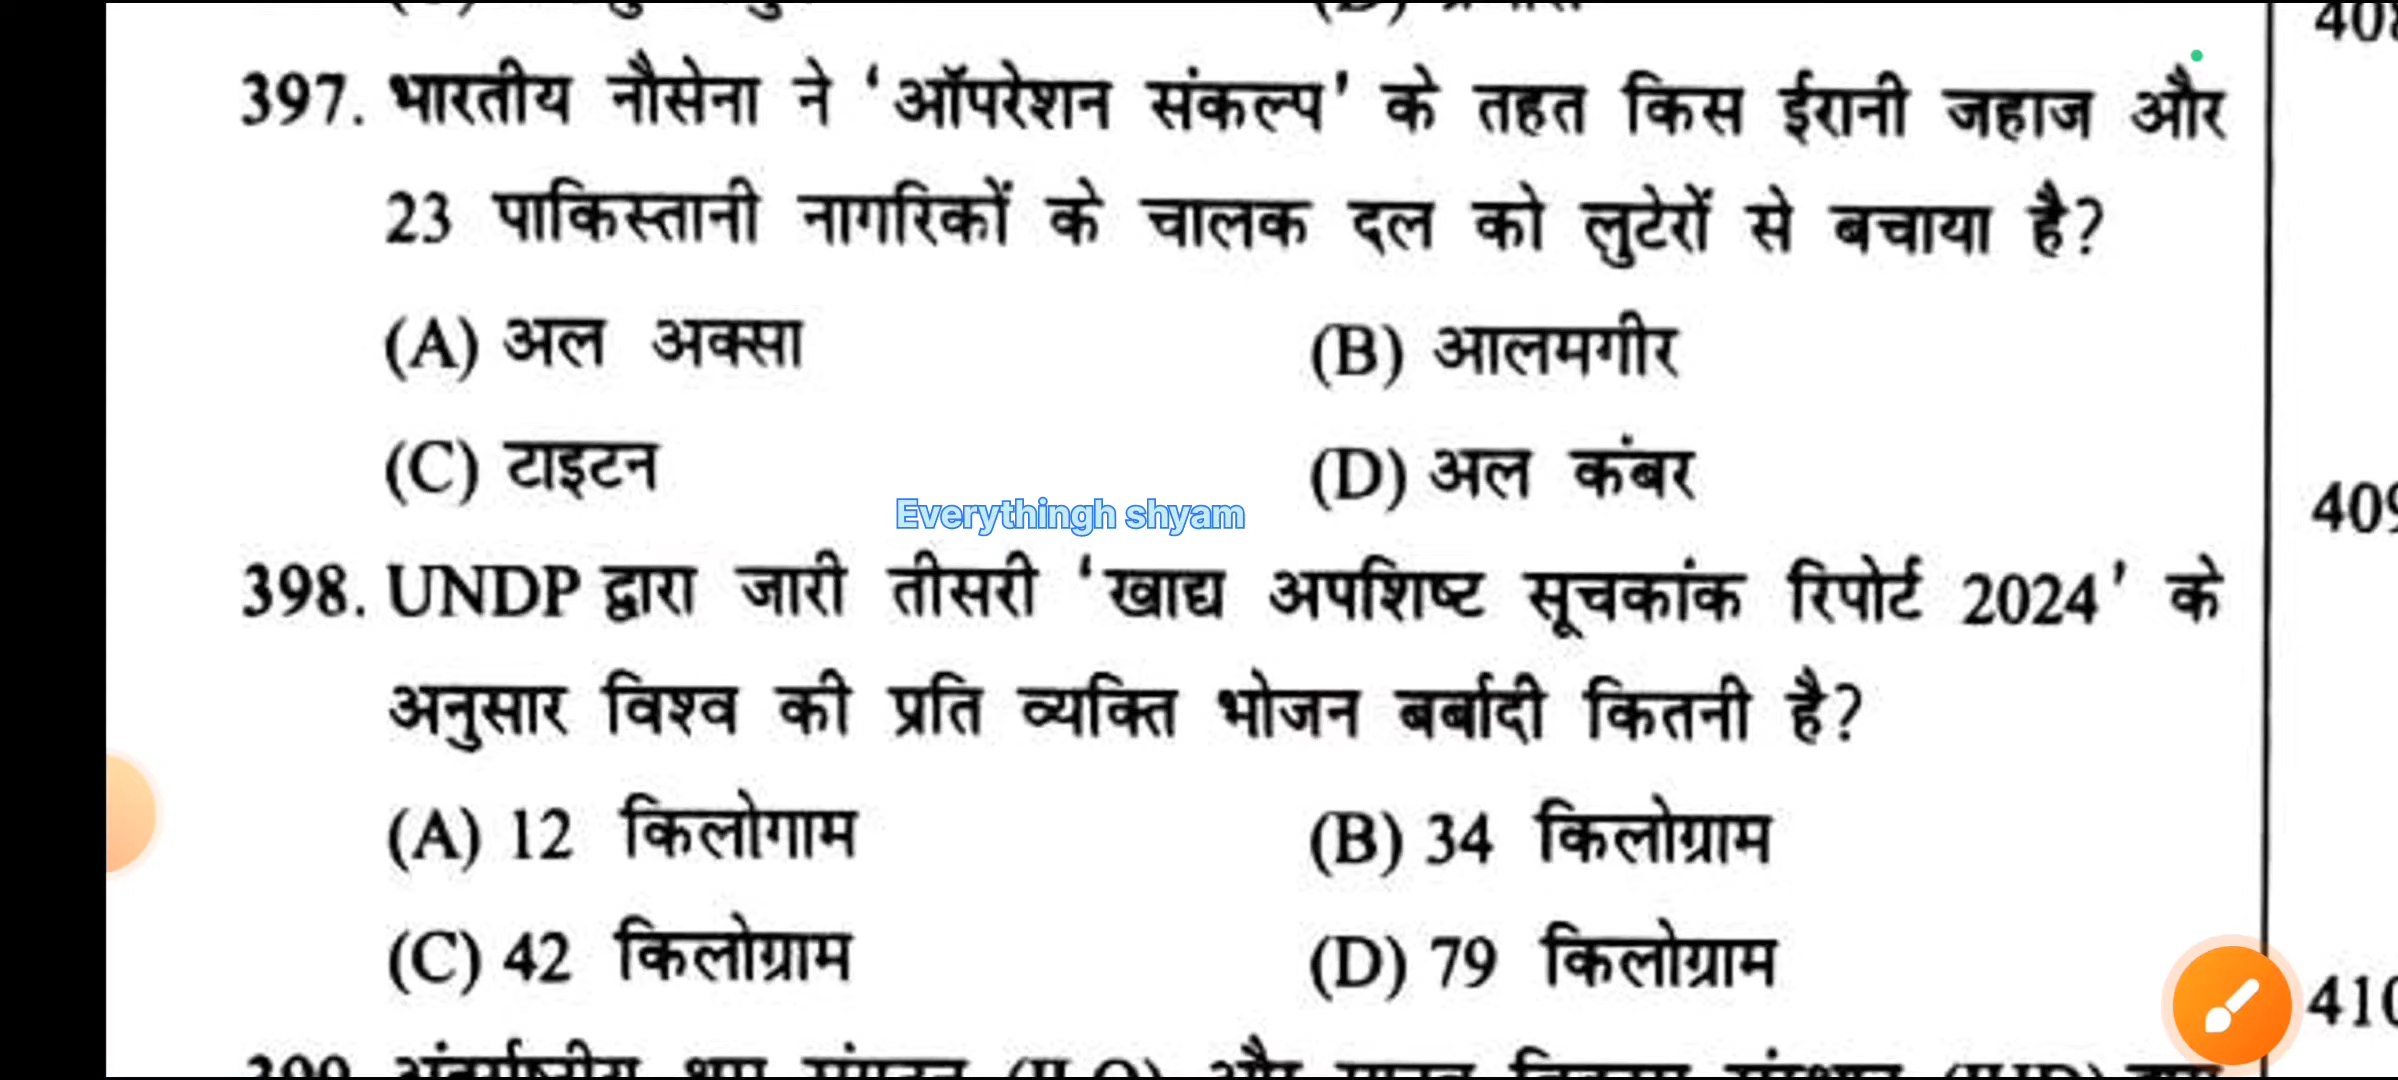 408
397. भारतीय नौसेना ने ‘ऑपरेशन संकल्प’ के तहत किस ईरानी जहाज और
23 पाकिस्तानी नागरिकों के चालक दल को लुटेरों से बचाया है?
(A) अल अक्सा (B) आलमगीर
(C) टाइटन (D) अल कंबर
409
Everythingh shyam
398. UNDP द्वारा जारी तीसरी ‘खाद्य अपशिष्ट सूचकांक रिपोर्ट 2024’ के
अनुसार विश्व की प्रति व्यक्ति भोजन बर्बादी कितनी है?
(A) 12 किलोगाम (B) 34 किलोग्राम
(C) 42 किलोग्राम (D) 79 किलोग्राम
410